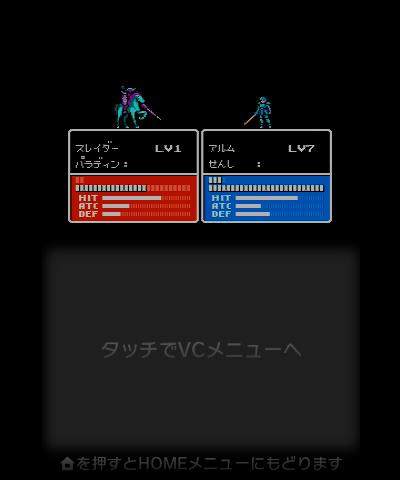 スレイダー LV1
パラディン:
HIT
ATC
DEF
アルム LV7
せんし :
HIT
ATC
DEF
タッチでVCメニューへ
を押すとHOMEメニューにもどります